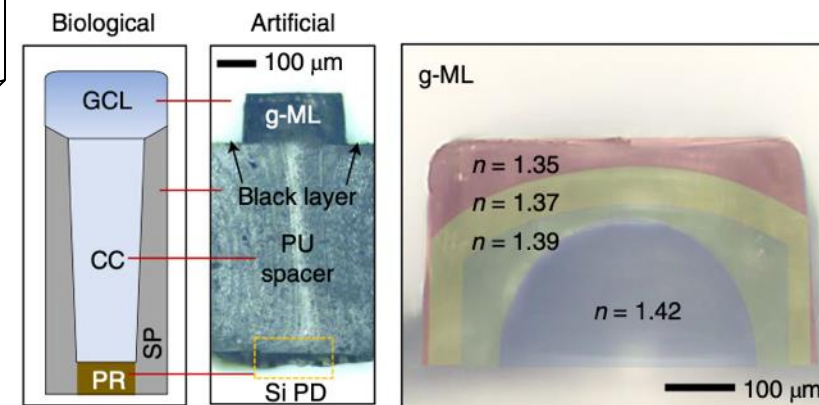 Biological
GCL
CC
SP
PR
Artificial
100 μm
g-ML
Black layer
PU
spacer
Si PD
g-ML
n = 1.35
n = 1.37
n = 1.39
n = 1.42
100 μm